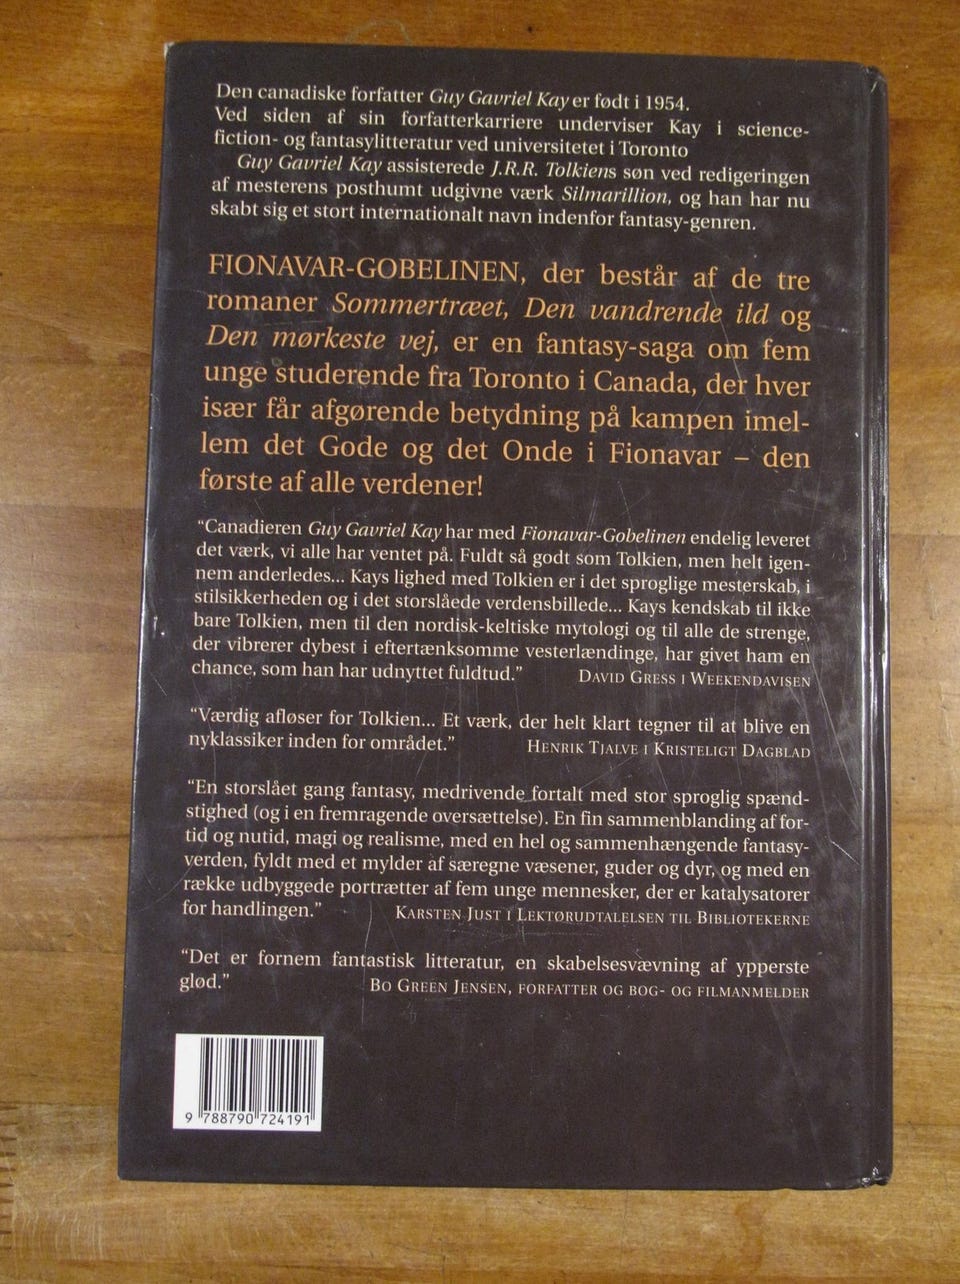 Den canadiske forfatter Guy Gavriel Kay er født i 1954.
Ved siden af sin forfatterkarriere underviser Kay i science-
fiction- og fantasylitteratur ved universitetet i Toronto
Guy Gavriel Kay assisterede J.R.R. Tolkiens søn ved redigeringen
af mesterens posthumt udgivne værk Silmarillion, og han har nu
skabt sig et stort internationalt navn indenfor fantasy-genren.
FIONAVAR-GOBELINEN, der består af de tre
romaner Sommertræet, Den vandrende ild og
Den mørkeste vej, er en fantasy-saga om fem
unge studerende fra Toronto i Canada, der hver
især får afgørende betydning på kampen imel-
lem det Gode og det Onde i Fionavar – den
første af alle verdener!
“Canadieren Guy Gavriel Kay har med Fionavar-Gobelinen endelig leveret
det værk, vi alle har ventet på. Fuldt så godt som Tolkien, men helt igen-
nem anderledes... Kays lighed med Tolkien er i det sproglige mesterskab, i
stilsikkerheden og i det storslåede verdensbillede... Kays kendskab til ikke
bare Tolkien, men til den nordisk-keltiske mytologi og til alle de strenge,
der vibrerer dybest i eftertænksomme vesterlændinge, har givet ham en
chance, som han har udnyttet fuldtud.” DAVID GRESS I WEEKENDAVISEN
“Værdig afløser for Tolkien... Et værk, der helt klart tegner til at blive en
nyklassiker inden for området.” HENRIK TJALVE I KRISTELIGT DAGBLAD
“En storslået gang fantasy, medrivende fortalt med stor sproglig spænd-
stighed (og i en fremragende oversættelse). En fin sammenblanding af for-
tid og nutid, magi og realisme, med en hel og sammenhængende fantasy-
verden, fyldt med et mylder af særegne væsener, guder og dyr, og med en
række udbyggede portrætter af fem unge mennesker, der er katalysatorer
for handlingen.” KARSTEN JUST I LEKTØRUDTALELSEN TIL BIBLIOTEKERNE
“Det er fornem fantastisk litteratur, en skabelsesvævning af ypperste
glød.” BO GREEN JENSEN, FORFATTER OG BOG- OG FILMANMELDER
9 788790 724191